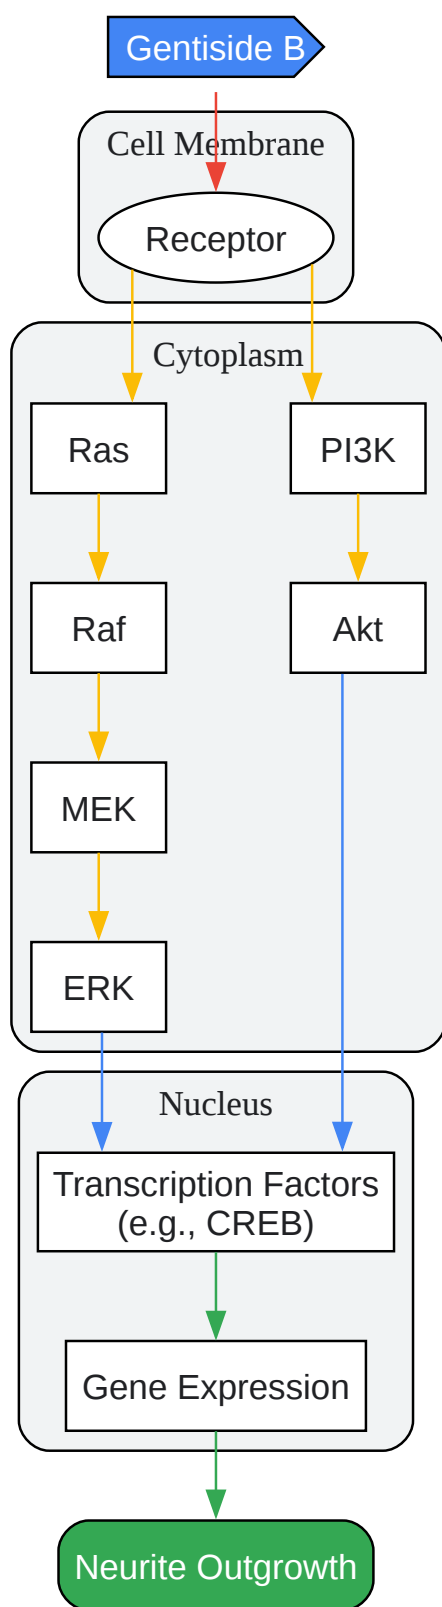 Gentiside B
Cell Membrane
Receptor
Cytoplasm
Ras
PI3K
Raf
Akt
MEK
ERK
Nucleus
Transcription Factors
(e.g., CREB)
Gene Expression
Neurite Outgrowth